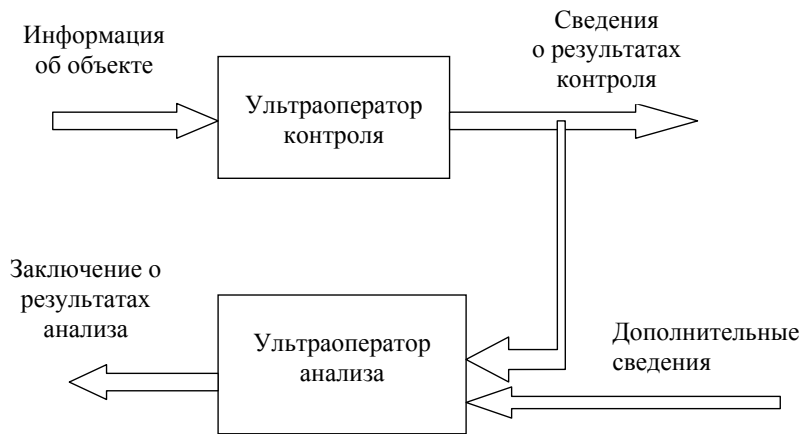 Информация
об объекте
Ультраоператор
контроля
Сведения
о результатах
контроля
Заключение о
результатах
анализа
Ультраоператор
анализа
Дополнительные
сведения